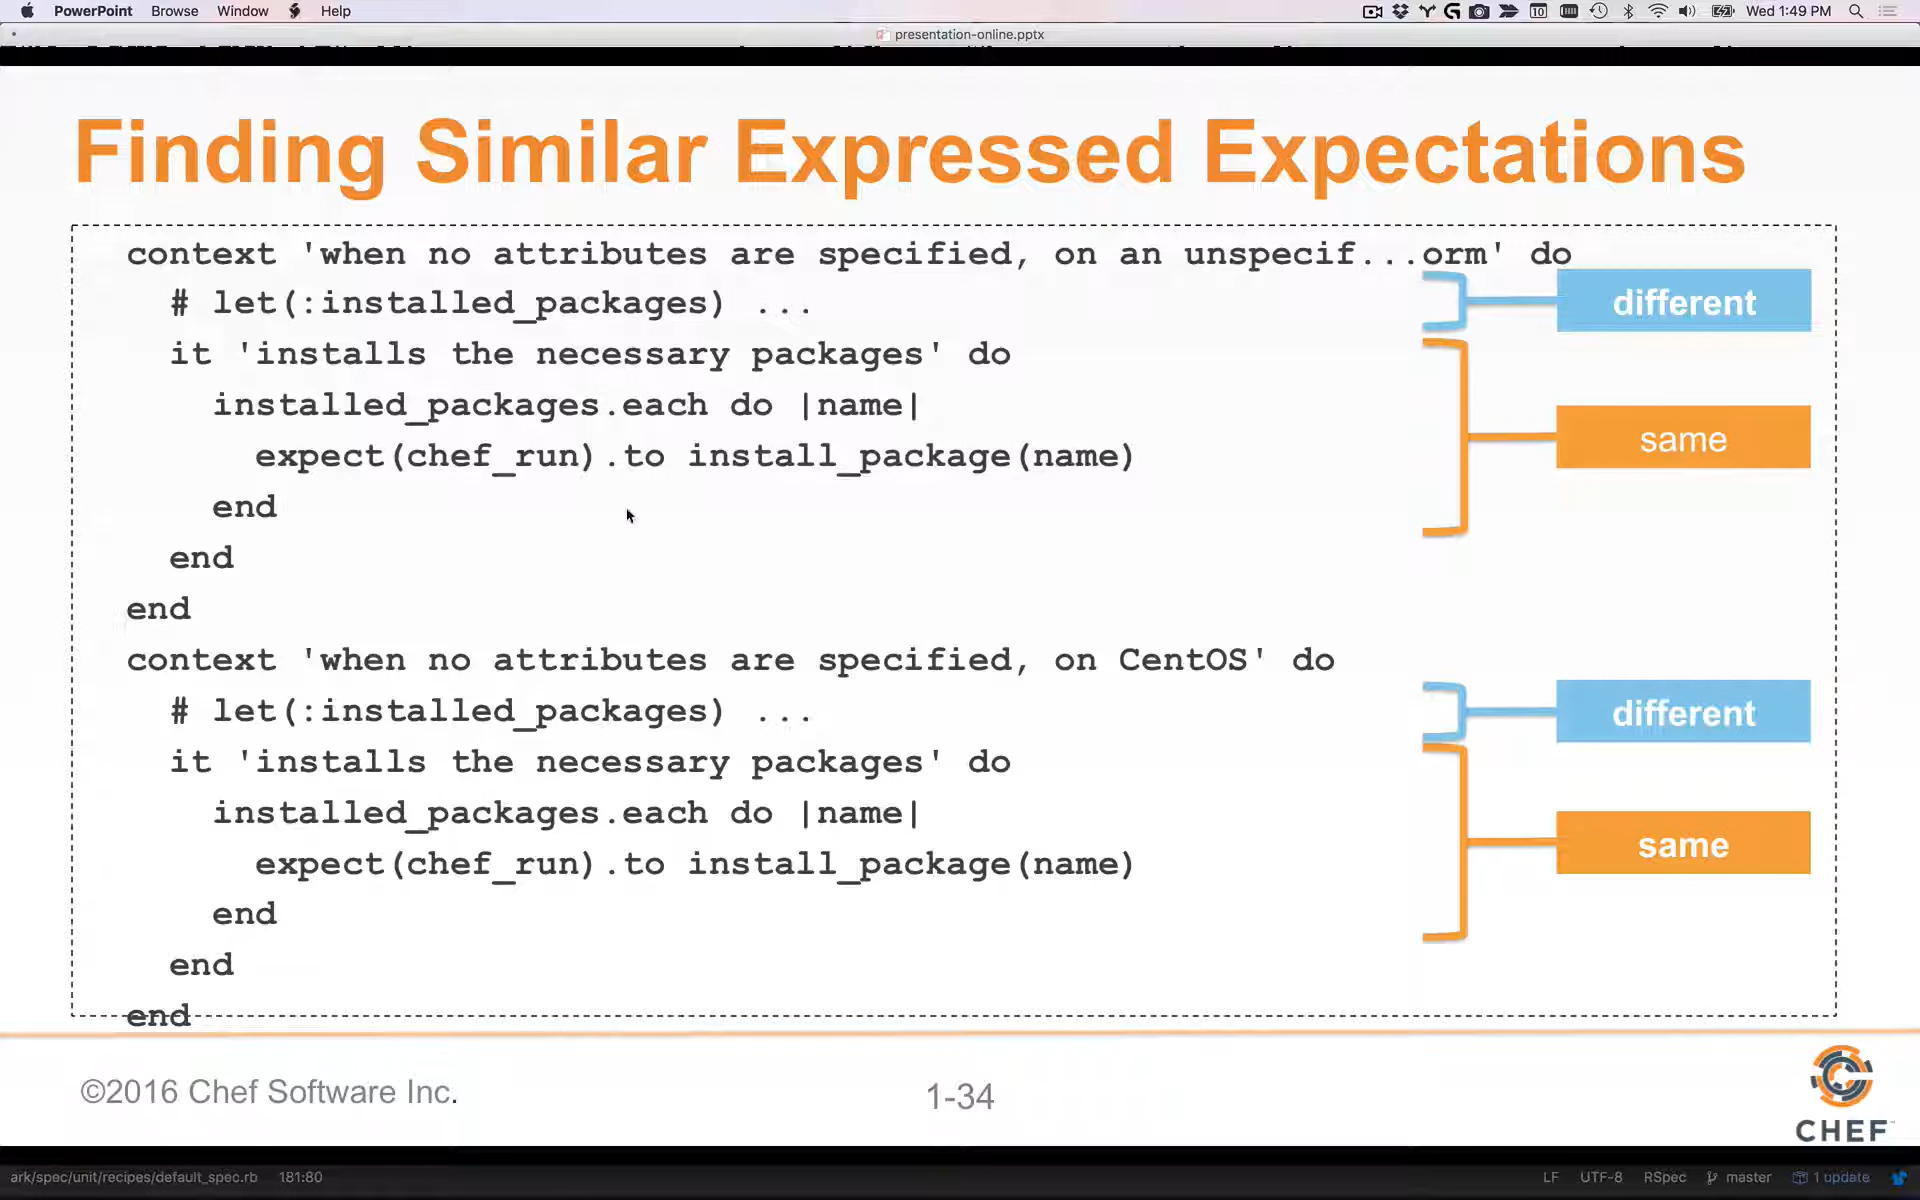 PowerPoint Browse Window Help
10
Wed 1:49 PM
presentation-online.pptx
Finding Similar Expressed Expectations
context 'when no attributes are specified, on an unspecif...orm' do
# let(:installed_packages) ...
different
it 'installs the necessary packages' do
installed_packages.each do |name|
same
expect(chef_run).to install_package(name)
end
end
end
context 'when no attributes are specified, on CentOS' do
# let(:installed_packages) ...
different
it 'installs the necessary packages' do
installed_packages.each do |name|
same
expect(chef_run).to install_package(name)
end
end
end
©2016 Chef Software Inc.
1-34
CHEF
ark/spec/unit/recipes/default_spec.rb 181:80
LF UTF-8 RSpec master 1 update